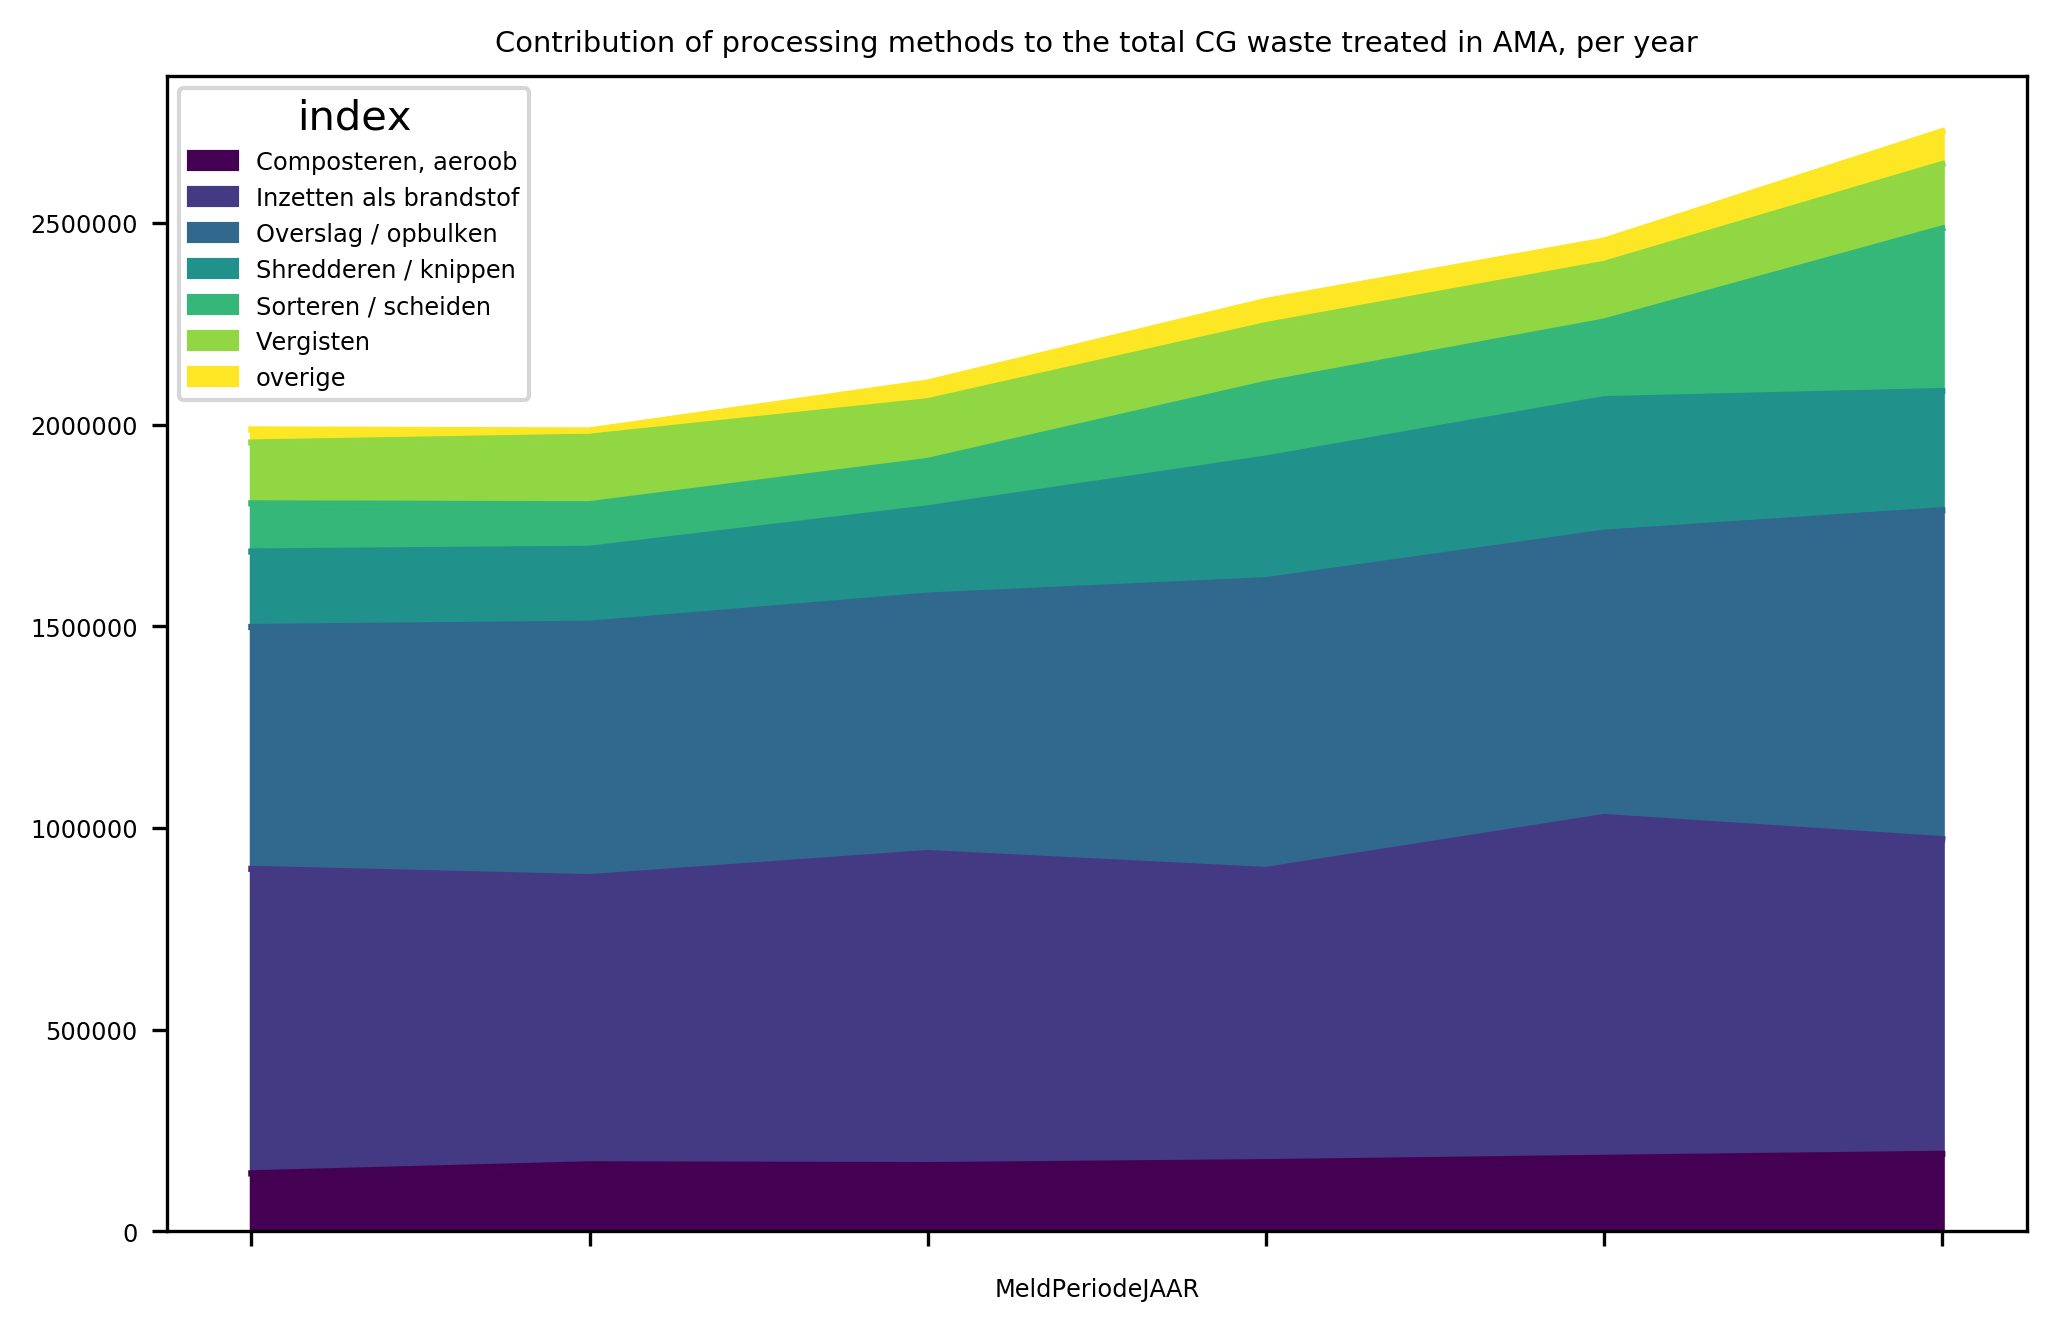 Contribution of processing methods to the total CG waste treated in AMA, per year
index
Composteren, aeroob
Inzetten als brandstof
Overslag / opbulken
Shredderen / knippen
Sorteren / scheiden
Vergisten
overige
2500000
2000000
1500000
1000000
500000
0
MeldPeriodeJAAR